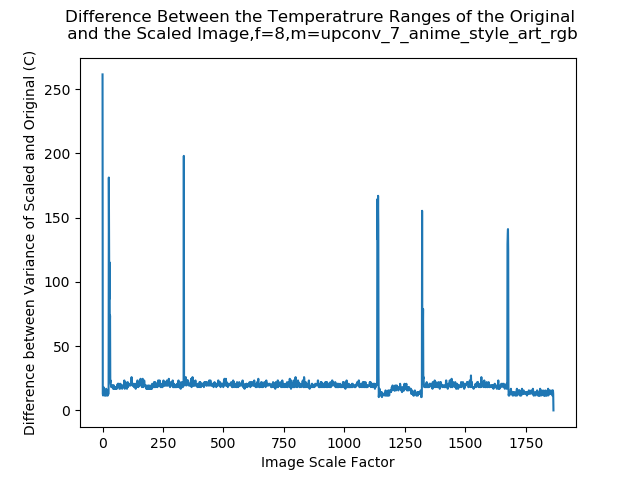 Difference Between the Temperatrure Ranges of the Original
and the Scaled Image,f=8,m=upconv_7_anime_style_art_rgb
Difference between Variance of Scaled and Original (C)
250
200
150
100
50
0
0 250 500 750 1000 1250 1500 1750
Image Scale Factor